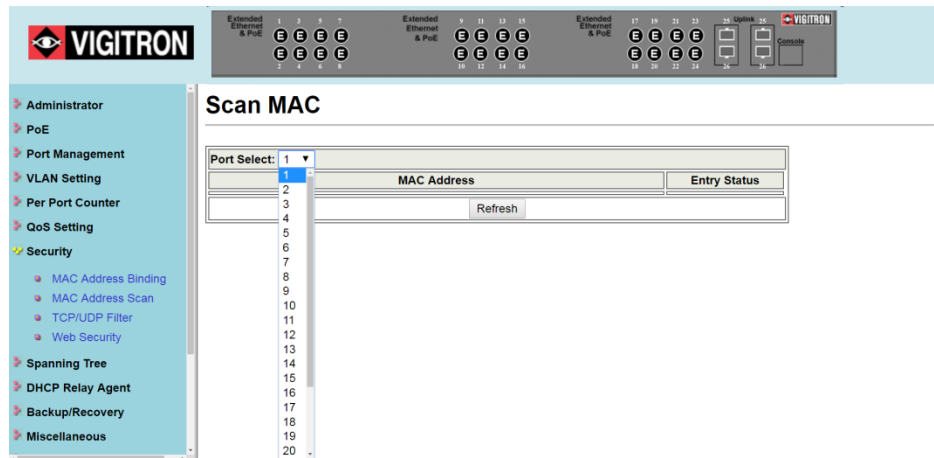 VIGITRON
Extended Ethernet & PoE
1 3 5 7
E E E E
E E E E
2 4 6 8
Extended Ethernet & PoE
9 11 13 15
E E E E
E E E E
10 12 14 16
Extended Ethernet & PoE
17 19 21 23
E E E E
E E E E
18 20 22 24
25 Uplink 25
26 26
VIGITRON
Console
Administrator
PoE
Port Management
VLAN Setting
Per Port Counter
QoS Setting
Security
MAC Address Binding
MAC Address Scan
TCP/UDP Filter
Web Security
Spanning Tree
DHCP Relay Agent
Backup/Recovery
Miscellaneous
Scan MAC
Port Select: 1
MAC Address Entry Status
Refresh
1
2
3
4
5
6
7
8
9
10
11
12
13
14
15
16
17
18
19
20